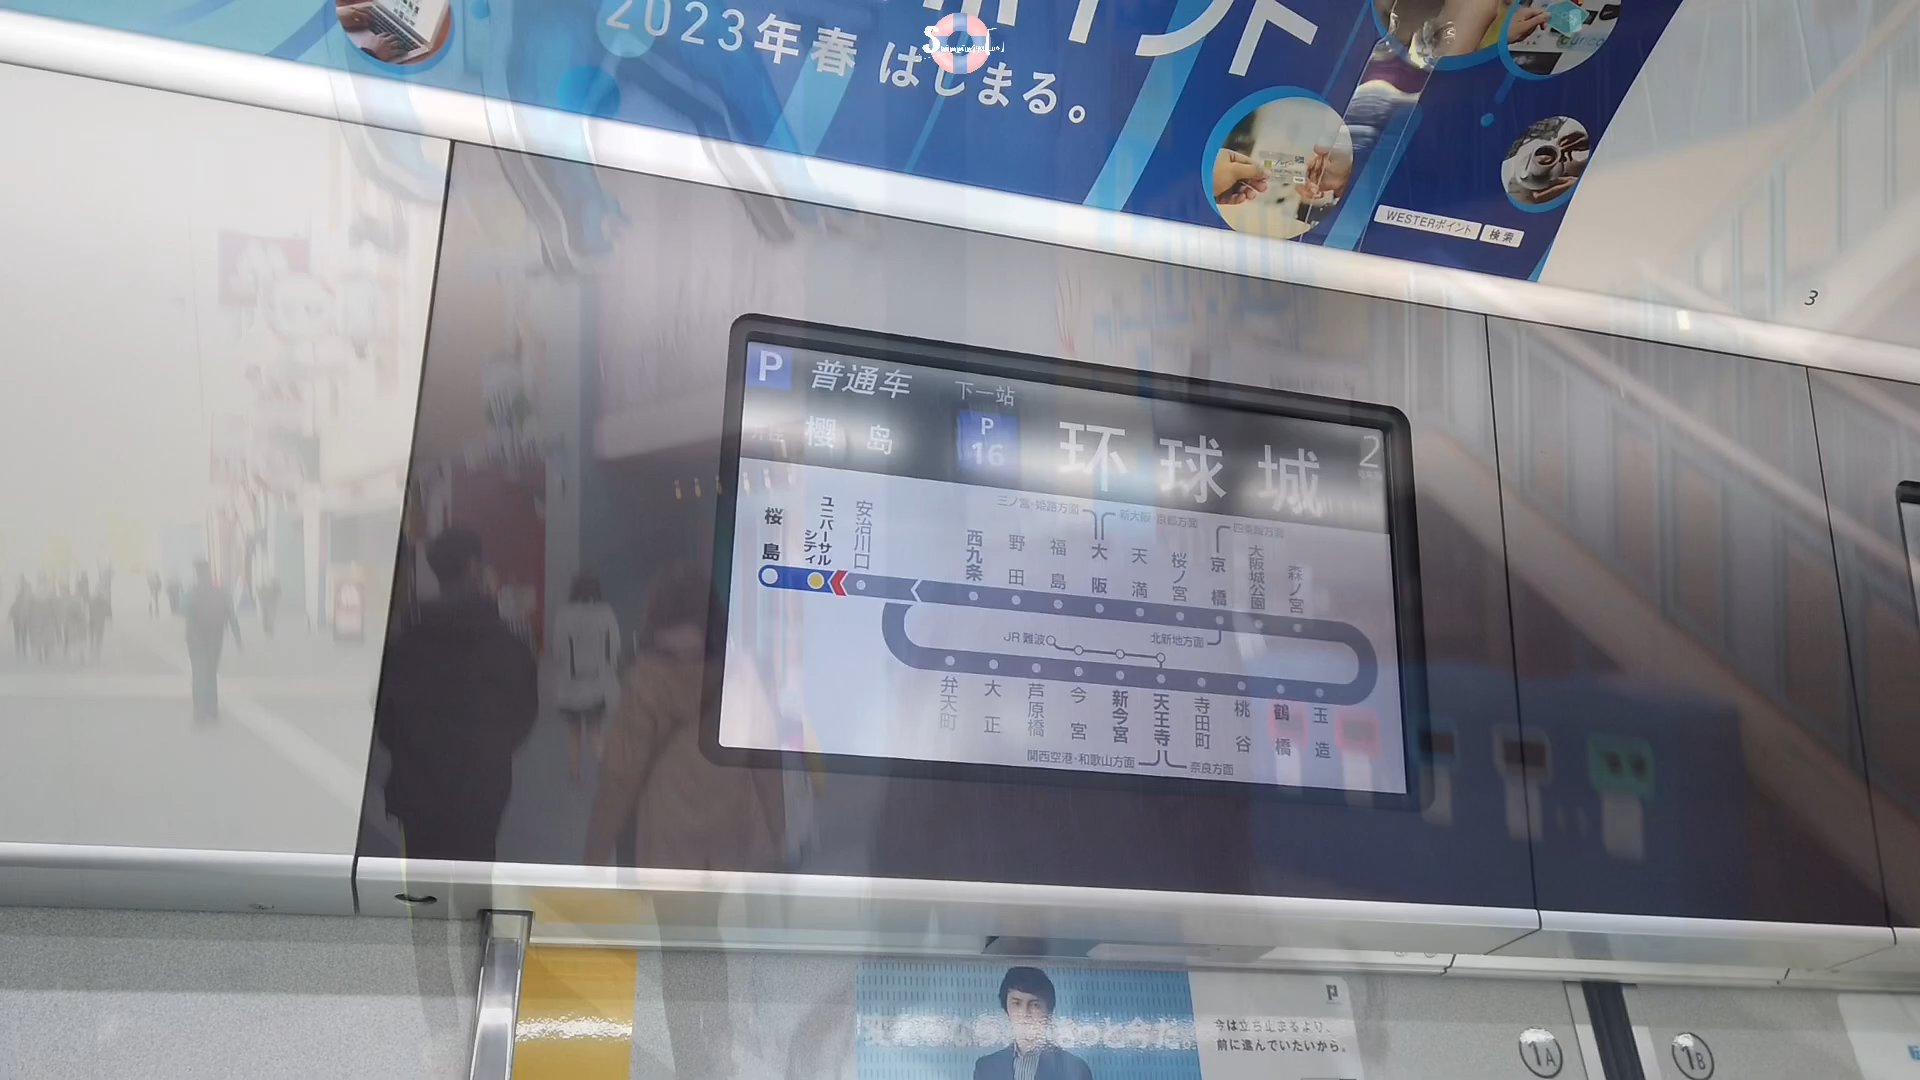 ポイント
2023年春 はじまる。
WESTERポイント 検索
3
P 普通车 下一站
樱岛
P
16
环球城
2
三ノ宮・姫路方面
新大阪・京都方面
四条畷方面
桜島
ユニバーサルシティ
安治川口
西九条
野田
福島
大阪
天満
桜ノ宮
京橋
大阪城公園
森ノ宮
JR難波
北新地方面
弁天町
大正
芦原橋
今宮
新今宮
天王寺
寺田町
桃谷
鶴橋
玉造
関西空港・和歌山方面
奈良方面
今は立ち止まるより、
前に進んでいたいから。
1A
1B